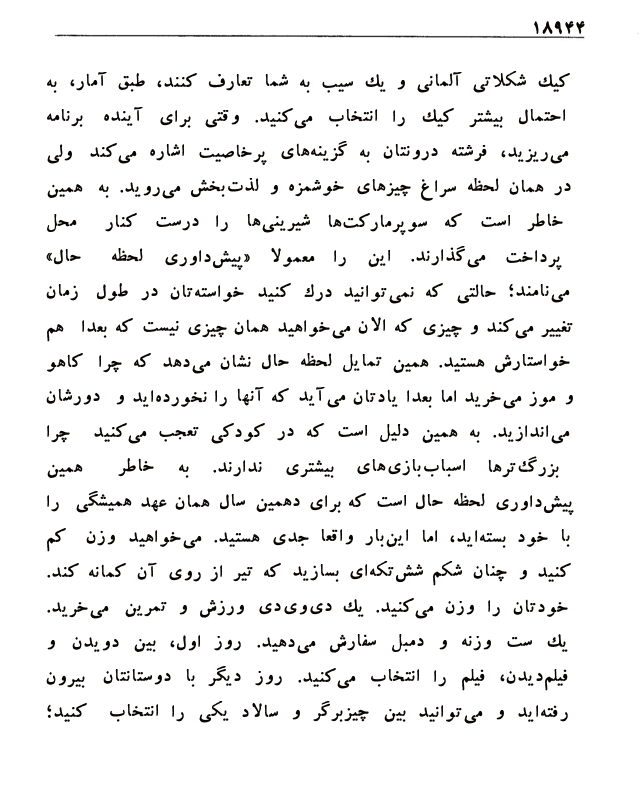 ۱۸۹۴۴
کیك شکلاتی آلمانی و یك سیب به شما تعارف کنند، طبق آمار، به
احتمال بیشتر کیك را انتخاب می‌کنید. وقتی برای آینده برنامه
می‌ریزید، فرشته درونتان به گزینه‌های پرخاصیت اشاره می‌کند ولی
در همان لحظه سراغ چیزهای خوشمزه و لذت‌بخش می‌روید. به همین
خاطر است که سوپرمارکت‌ها شیرینی‌ها را درست کنار محل
پرداخت می‌گذارند. این را معمولا «پیش‌داوری لحظه حال»
می‌نامند؛ حالتی که نمی‌توانید درك کنید خواسته‌تان در طول زمان
تغییر می‌کند و چیزی که الان می‌خواهید همان چیزی نیست که بعدا هم
خواستارش هستید. همین تمایل لحظه حال نشان می‌دهد که چرا کاهو
و موز می‌خرید اما بعدا یادتان می‌آید که آنها را نخورده‌اید و دورشان
می‌اندازید. به همین دلیل است که در کودکی تعجب می‌کنید چرا
بزرگ‌ترها اسباب‌بازی‌های بیشتری ندارند. به خاطر همین
پیش‌داوری لحظه حال است که برای دهمین سال همان عهد همیشگی را
با خود بسته‌اید، اما این‌بار واقعا جدی هستید. می‌خواهید وزن کم
کنید و چنان شکم شش‌تکه‌ای بسازید که تیر از روی آن کمانه کند.
خودتان را وزن می‌کنید. یك دی‌وی‌دی ورزش و تمرین می‌خرید.
یك ست وزنه و دمبل سفارش می‌دهید. روز اول، بین دویدن و
فیلم‌دیدن، فیلم را انتخاب می‌کنید. روز دیگر با دوستانتان بیرون
رفته‌اید و می‌توانید بین چیزبرگر و سالاد یکی را انتخاب کنید؛